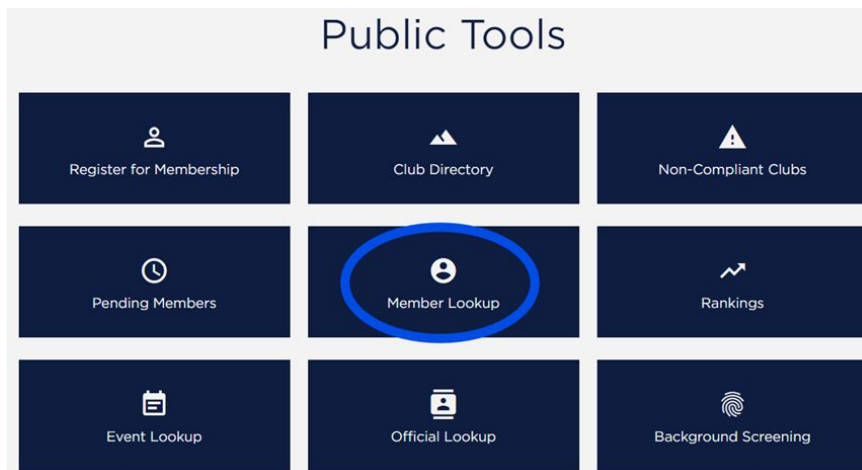 Public Tools
Register for Membership
Club Directory
Non-Compliant Clubs
Pending Members
Member Lookup
Rankings
Event Lookup
Official Lookup
Background Screening